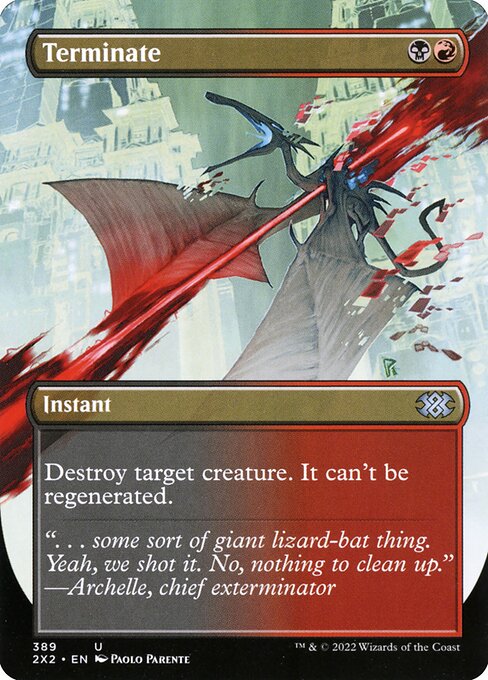 Terminate
Instant
Destroy target creature. It can't be
regenerated.
“. . . some sort of giant lizard-bat thing.
Yeah, we shot it. No, nothing to clean up.”
—Archelle, chief exterminator
389 U
2X2 • EN Paolo Parente
™ & © 2022 Wizards of the Coast